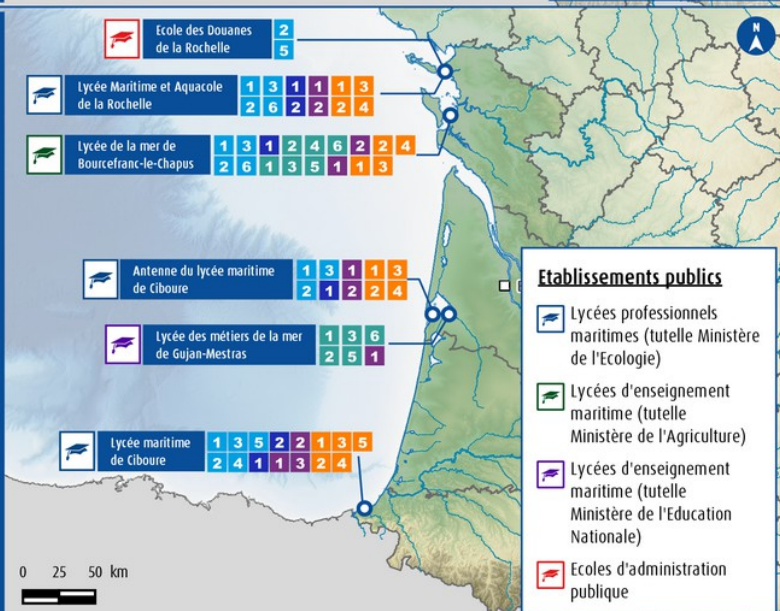 Ecole des Douanes
de la Rochelle
2
5
N
Lycée Maritime et Aquacole
de la Rochelle
1 3 1 1 1 3
2 6 2 2 2 4
Lycée de la mer de
Bourcefranc-le-Chapus
1 3 1 2 4 6 2 2 4
2 6 1 3 5 1 1 3
Antenne du lycée maritime
de Ciboure
1 3 1 1 3
2 1 2 2 4
Lycée des métiers de la mer
de Gujan-Mestras
1 3 6
2 5 1
Lycée maritime
de Ciboure
1 3 5 2 2 1 3 5
2 4 1 1 3 2 4
0 25 50 km
Etablissements publics
Lycées professionnels
maritimes (tutelle Ministère
de l'Ecologie)
Lycées d'enseignement
maritime (tutelle
Ministère de l'Agriculture)
Lycées d'enseignement
maritime (tutelle
Ministère de l'Education
Nationale)
Ecoles d'administration
publique